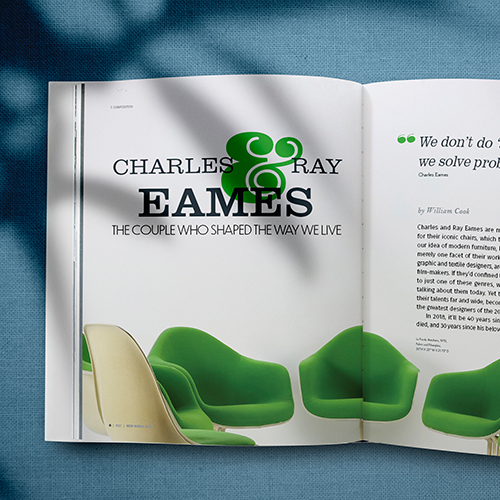 CHARLES & RAY
EAMES
THE COUPLE WHO SHAPED THE WAY WE LIVE
“ We don't do ‘
we solve prob
Charles Eames
by William Cook
Charles and Ray Eames are m
for their iconic chairs, which t
our idea of modern furniture,
merely one facet of their work
graphic and textile designers, an
film-makers. If they'd confined t
to just one of these genres, w
talking about them today. Yet t
their talents far and wide, becom
the greatest designers of the 20
In 2018, it'll be 40 years sin
died, and 30 years since his belov